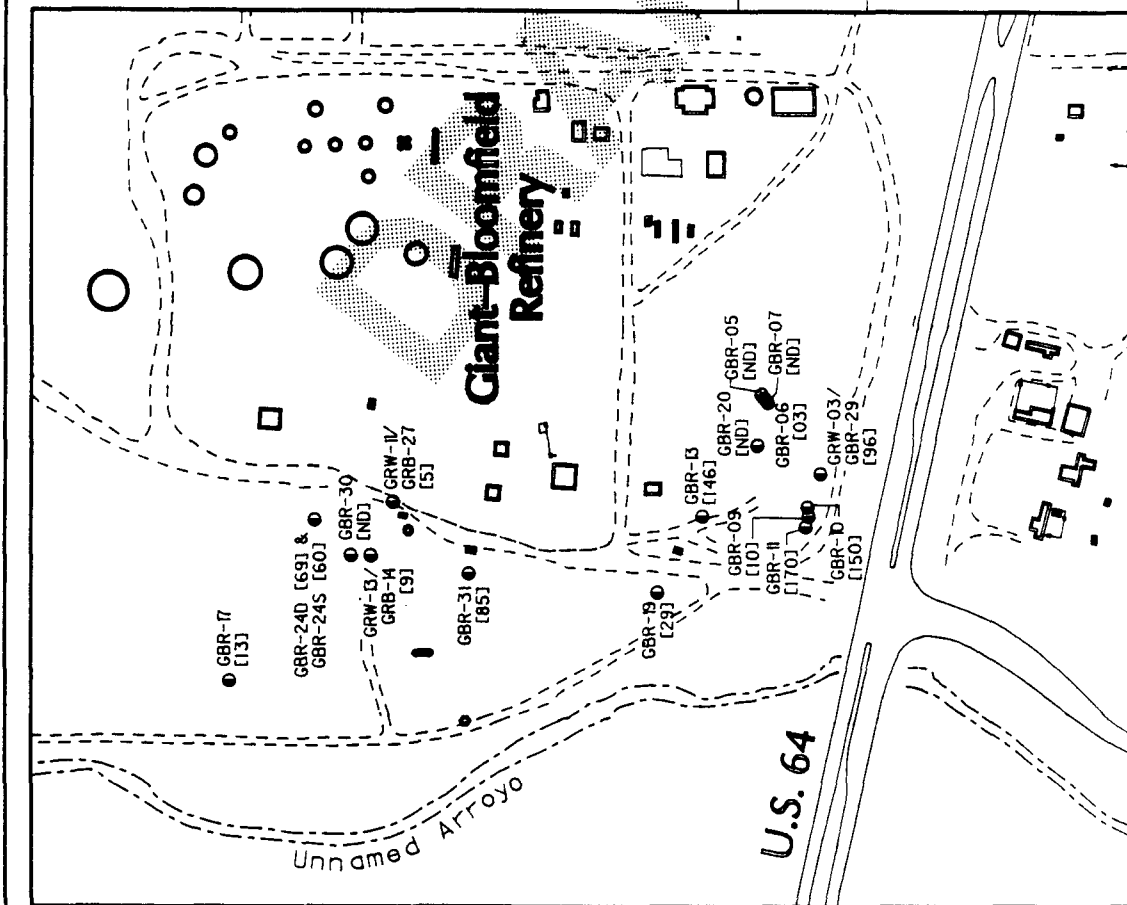 Giant-Bloomfield
Refinery
GBR-17
[13]
GBR-24D [69] &
GBR-24S [60]
GBR-30
[ND]
GRW-11/
GRB-27
[5]
GRW-13/
GRB-14
[9]
GBR-31
[85]
GBR-19
[29]
GBR-13
[146]
GBR-20
[ND]
GBR-05
[ND]
GBR-07
[ND]
GBR-06
[03]
GRW-03/
GBR-29
[96]
GBR-09
[10]
GBR-11
[170]
GBR-10
[150]
Unnamed Arroyo
U.S. 64